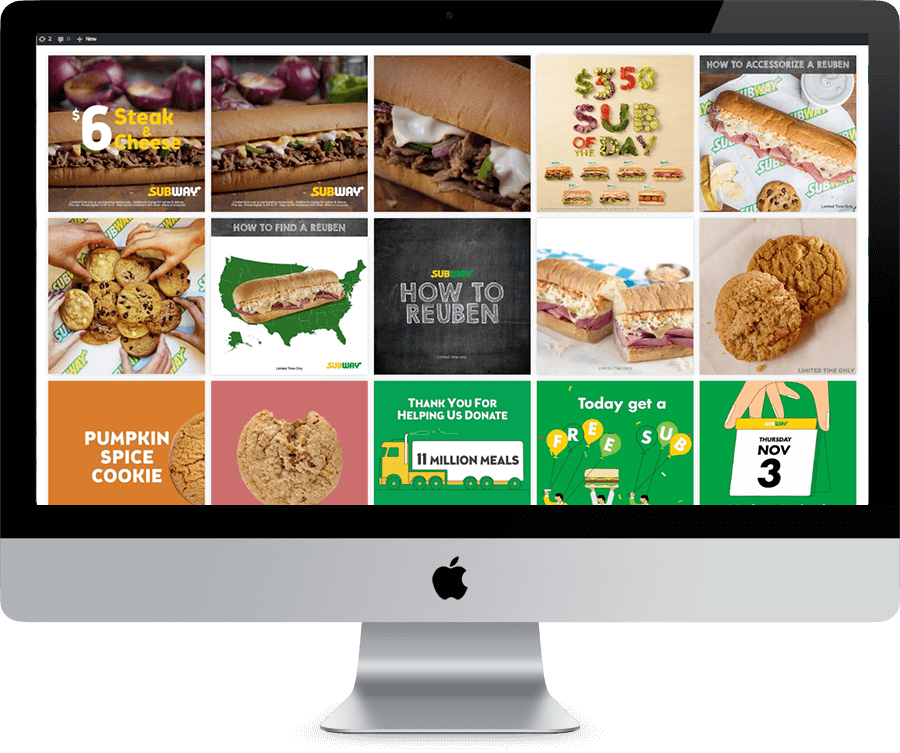 2 0 New
$6 Steak
&
Cheese
SUBWAY
SUBWAY
$3.50
SUB
OF
THE DAY
HOW TO ACCESSORIZE A REUBEN
SUBWAY
Limited Time Only
SUBWAY
HOW TO FIND A REUBEN
Limited Time Only
SUBWAY
SUBWAY
HOW TO
REUBEN
Limited time only
LIMITED TIME ONLY
LIMITED TIME ONLY
PUMPKIN
SPICE
COOKIE
THANK YOU FOR
HELPING US DONATE
11 MILLION MEALS
Today get a
FREE SUB
SUBWAY
THURSDAY
NOV
3